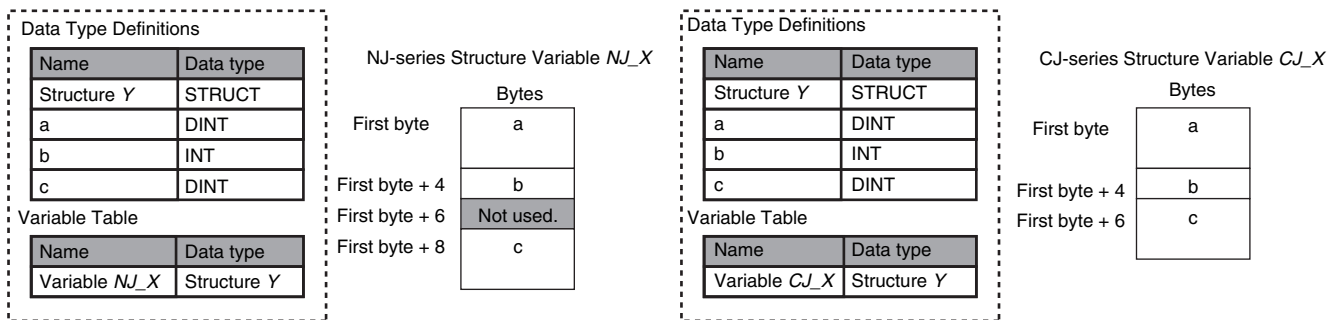 Data Type Definitions
Name Data type
Structure Y STRUCT
a DINT
b INT
c DINT
Variable Table
Name Data type
Variable NJ_X Structure Y
NJ-series Structure Variable NJ_X
Bytes
First byte a
First byte + 4 b
First byte + 6 Not used.
First byte + 8 c
Data Type Definitions
Name Data type
Structure Y STRUCT
a DINT
b INT
c DINT
Variable Table
Name Data type
Variable CJ_X Structure Y
CJ-series Structure Variable CJ_X
Bytes
First byte a
First byte + 4 b
First byte + 6 c